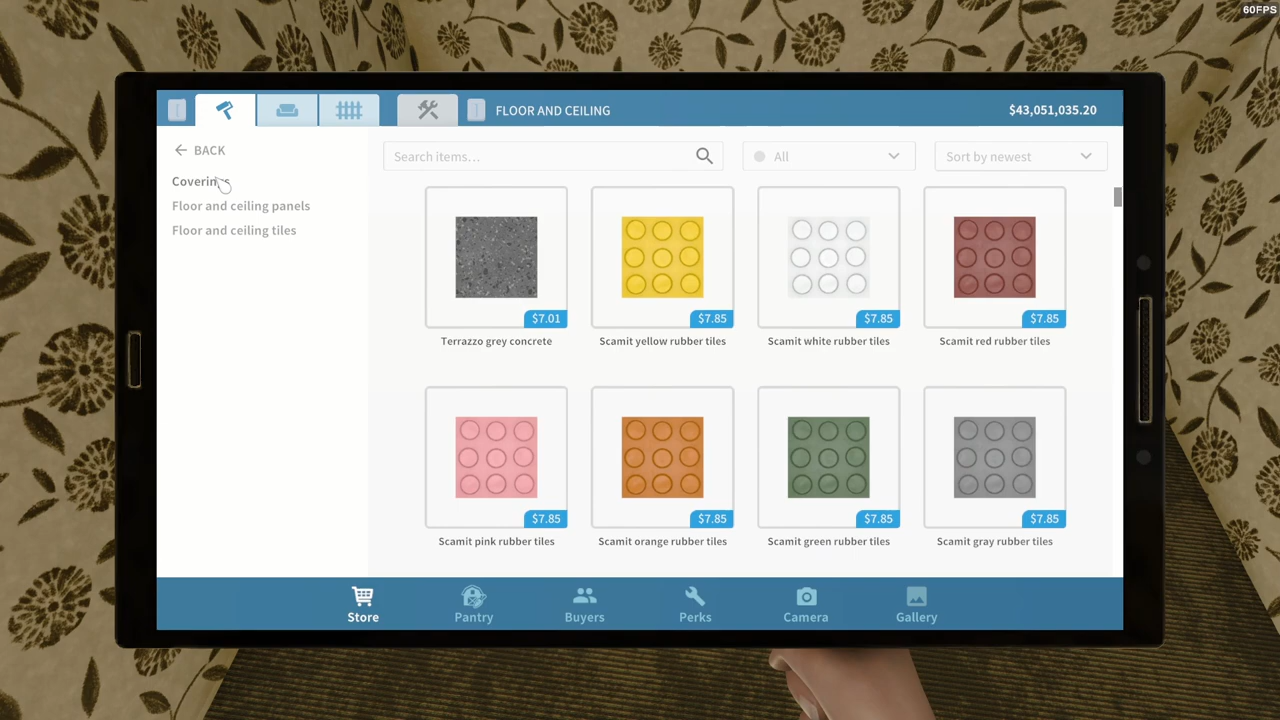 60FPS
FLOOR AND CEILING
$43,051,035.20
BACK
Search items...
All
Sort by newest
Coverings
Floor and ceiling panels
Floor and ceiling tiles
$7.01
$7.85
$7.85
$7.85
Terrazzo grey concrete
Scamit yellow rubber tiles
Scamit white rubber tiles
Scamit red rubber tiles
$7.85
$7.85
$7.85
$7.85
Scamit pink rubber tiles
Scamit orange rubber tiles
Scamit green rubber tiles
Scamit gray rubber tiles
Store
Pantry
Buyers
Perks
Camera
Gallery